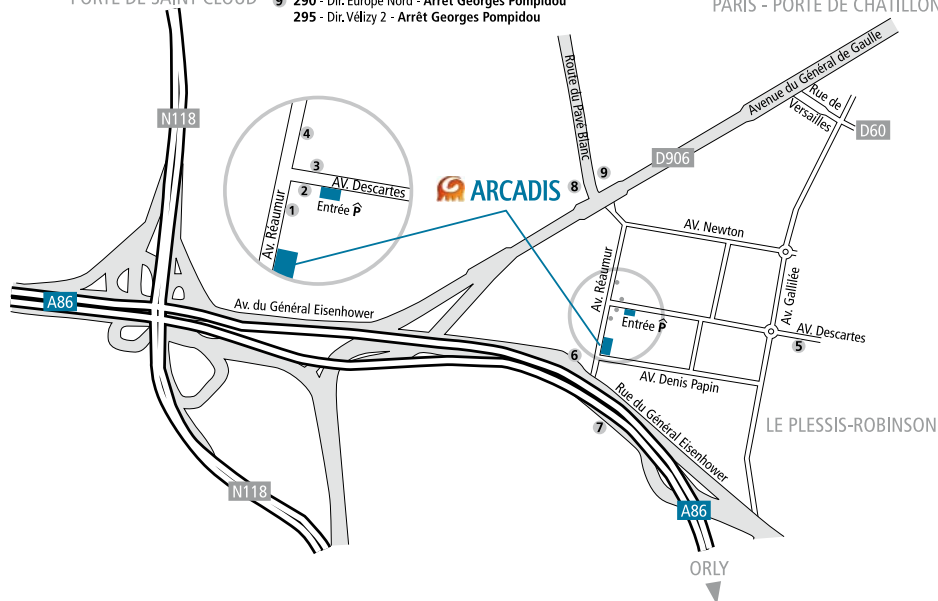 PORTE DE SAINT-CLOUD
9 290 - Dir. Europe Nord - Arrêt Georges Pompidou
295 - Dir. Vélizy 2 - Arrêt Georges Pompidou
PARIS - PORTE DE CHATILLON
Avenue du Général de Gaulle
Route du Pavé Blanc
Rue de
Versailles
N118
D60
D906
4
3
AV. Descartes
2
1
Entrée P
Av. Réaumur
ARCADIS
8
9
AV. Newton
Av. Réaumur
Av. Galliliée
A86
Av. du Général Eisenhower
Entrée P
AV. Descartes
5
6
AV. Denis Papin
Rue du Général Eisenhower
7
LE PLESSIS-ROBINSON
N118
A86
ORLY